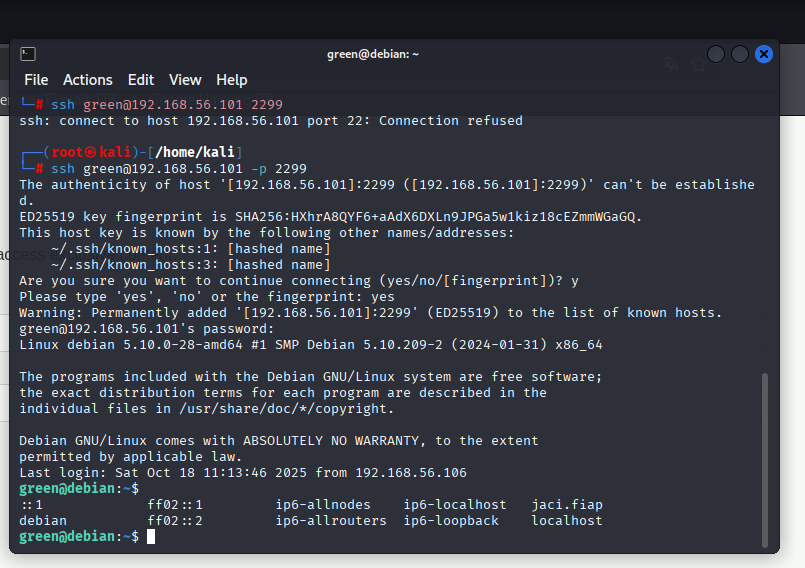 green@debian: ~
File Actions Edit View Help
└─# ssh green@192.168.56.101 2299
ssh: connect to host 192.168.56.101 port 22: Connection refused
┌──(root㉿kali)-[/home/kali]
└─# ssh green@192.168.56.101 -p 2299
The authenticity of host '[192.168.56.101]:2299 ([192.168.56.101]:2299)' can't be establishe
d.
ED25519 key fingerprint is SHA256:HXhrA8QYF6+aAdX6DXLn9JPGa5w1kiz18cEZmmWGaGQ.
This host key is known by the following other names/addresses:
    ~/.ssh/known_hosts:1: [hashed name]
    ~/.ssh/known_hosts:3: [hashed name]
Are you sure you want to continue connecting (yes/no/[fingerprint])? y
Please type 'yes', 'no' or the fingerprint: yes
Warning: Permanently added '[192.168.56.101]:2299' (ED25519) to the list of known hosts.
green@192.168.56.101's password:
Linux debian 5.10.0-28-amd64 #1 SMP Debian 5.10.209-2 (2024-01-31) x86_64
The programs included with the Debian GNU/Linux system are free software;
the exact distribution terms for each program are described in the
individual files in /usr/share/doc/*/copyright.
Debian GNU/Linux comes with ABSOLUTELY NO WARRANTY, to the extent
permitted by applicable law.
Last login: Sat Oct 18 11:13:46 2025 from 192.168.56.106
green@debian:~$
::1 ff02::1 ip6-allnodes ip6-localhost jaci.fiap
debian ff02::2 ip6-allrouters ip6-loopback localhost
green@debian:~$